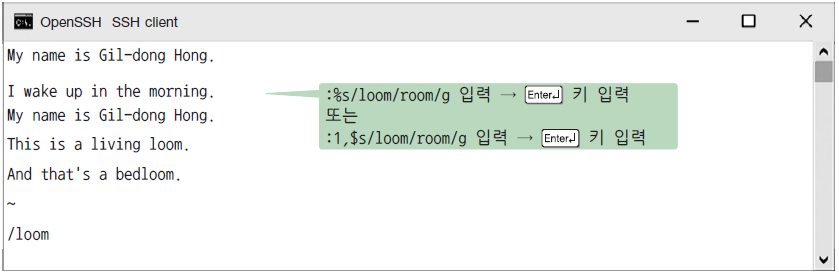 OpenSSH SSH client
My name is Gil-dong Hong.
I wake up in the morning.
My name is Gil-dong Hong.
This is a living loom.
And that's a bedloom.
~
/loom
:%s/loom/room/g 입력 → Enter↵ 키 입력
또는
:1,$s/loom/room/g 입력 → Enter↵ 키 입력